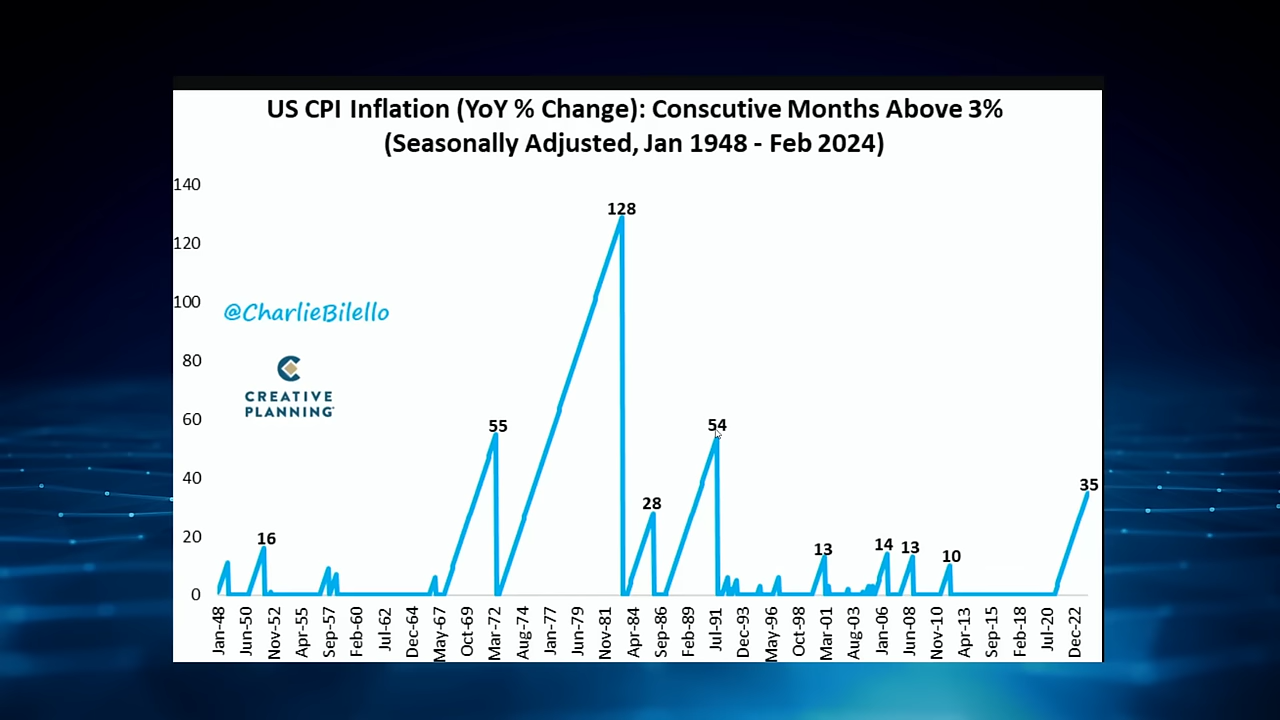 US CPI Inflation (YoY % Change): Conscutive Months Above 3%
(Seasonally Adjusted, Jan 1948 - Feb 2024)
140
120
100
80
60
40
20
0
128
55
54
28
16
13
14
13
10
35
@CharlieBilello
CREATIVE
PLANNING
Jan-48
Jun-50
Nov-52
Apr-55
Sep-57
Feb-60
Jul-62
Dec-64
May-67
Oct-69
Mar-72
Aug-74
Jan-77
Jun-79
Nov-81
Apr-84
Sep-86
Feb-89
Jul-91
Dec-93
May-96
Oct-98
Mar-01
Aug-03
Jan-06
Jun-08
Nov-10
Apr-13
Sep-15
Feb-18
Jul-20
Dec-22